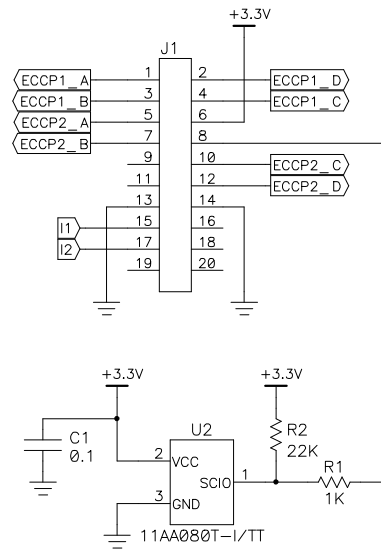 +3.3V
J1
ECCP1_A 1 2 ECCP1_D
ECCP1_B 3 4 ECCP1_C
ECCP2_A 5 6
ECCP2_B 7 8
9 10 ECCP2_C
11 12 ECCP2_D
13 14
I1 15 16
I2 17 18
19 20
+3.3V +3.3V
C1
0.1
U2
R2
22K
2 VCC
SCIO 1
3 GND
R1
1K
11AA080T-I/TT